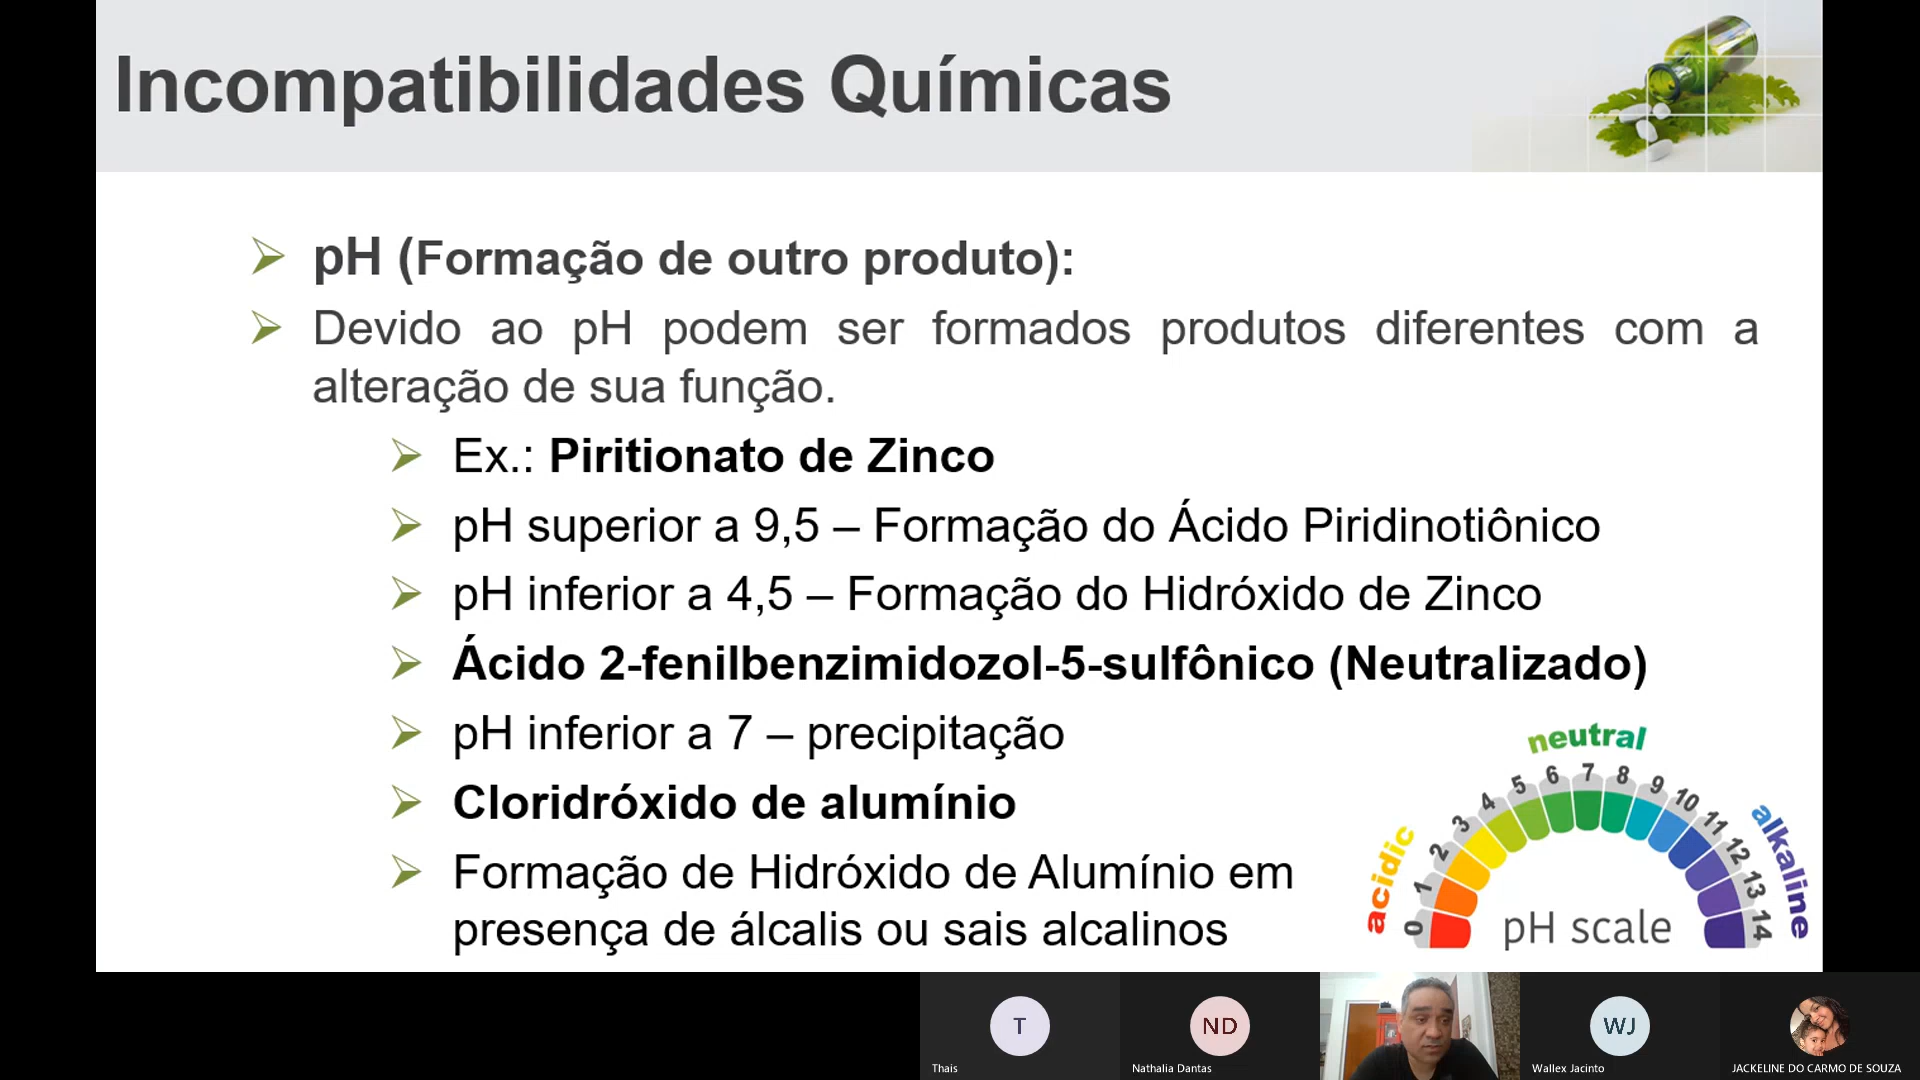 Incompatibilidades Químicas
pH (Formação de outro produto):
Devido ao pH podem ser formados produtos diferentes com a
alteração de sua função.
Ex.: Piritionato de Zinco
pH superior a 9,5 – Formação do Ácido Piridinotiônico
pH inferior a 4,5 – Formação do Hidróxido de Zinco
Ácido 2-fenilbenzimidozol-5-sulfônico (Neutralizado)
pH inferior a 7 – precipitação
Cloridróxido de alumínio
Formação de Hidróxido de Alumínio em
presença de álcalis ou sais alcalinos
neutral
acidic
alkaline
0 1 2 3 4 5 6 7 8 9 10 11 12 13 14
pH scale
T
ND
WJ
Thais
Nathalia Dantas
Wallex Jacinto
JACKELINE DO CARMO DE SOUZA